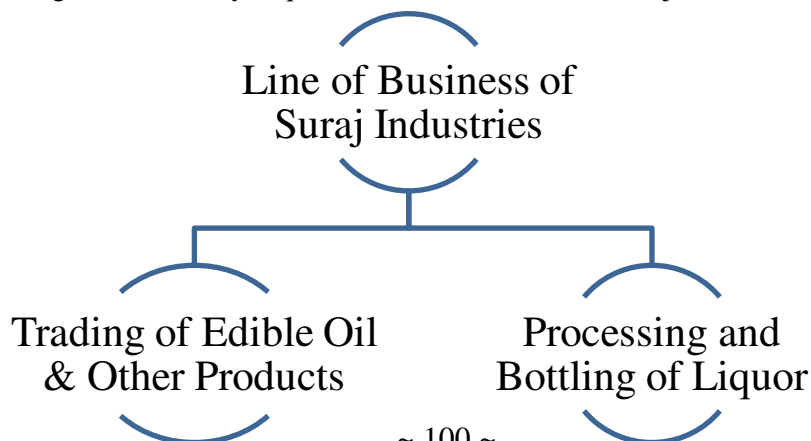 Line of Business of
Suraj Industries
Trading of Edible Oil
& Other Products
Processing and
Bottling of Liquor
~ 100 ~